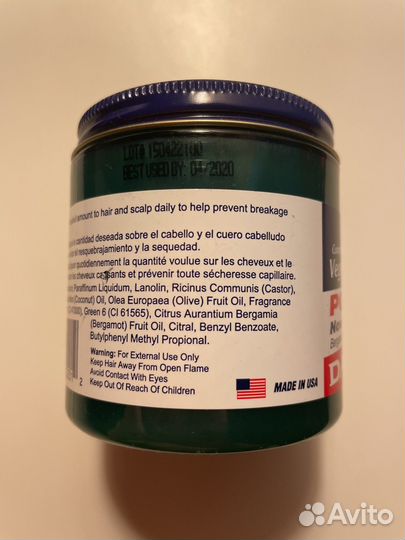 LOT# 150422100
BEST USED BY: 04/2020
amount to hair and scalp daily to help prevent breakage
cantidad deseada sobre el cabello y el cuero cabelludo
del resquebrajamiento y la sequedad.
quotidiennement la quantité voulue sur les cheveux et le
cheveux cassants et prévenir toute sécheresse capillaire.
Paraffinum Liquidum, Lanolin, Ricinus Communis (Castor),
(Coconut) Oil, Olea Europaea (Olive) Fruit Oil, Fragrance
Green 6 (CI 61565), Citrus Aurantium Bergamia
(Bergamot) Fruit Oil, Citral, Benzyl Benzoate,
Butylphenyl Methyl Propional.
Warning: For External Use Only
Keep Hair Away From Open Flame
Avoid Contact With Eyes
Keep Out Of Reach Of Children
2
MADE IN USA
Avito